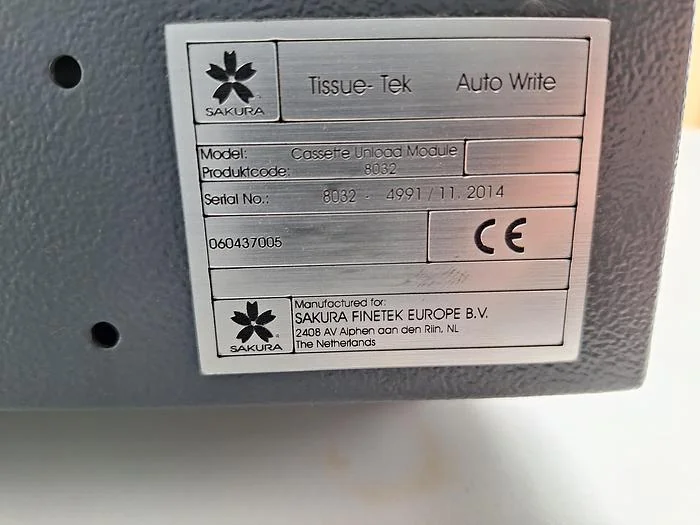 SAKURA
Tissue- Tek Auto Write
Model: Cassette Unload Module
Produktcode: 8032
Serial No.: 8032 - 4991 / 11. 2014
060437005
CE
SAKURA
Manufactured for:
SAKURA FINETEK EUROPE B.V.
2408 AV Alphen aan den Rijn, NL
The Netherlands